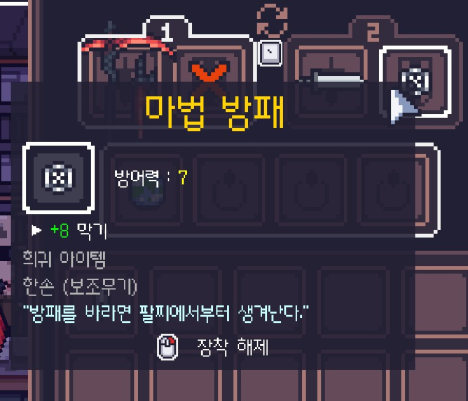 1
2
마법 방패
방어력 : 7
+8 막기
희귀 아이템
한손 (보조무기)
"방패를 바라면 팔찌에서부터 생겨난다."
장착 해제